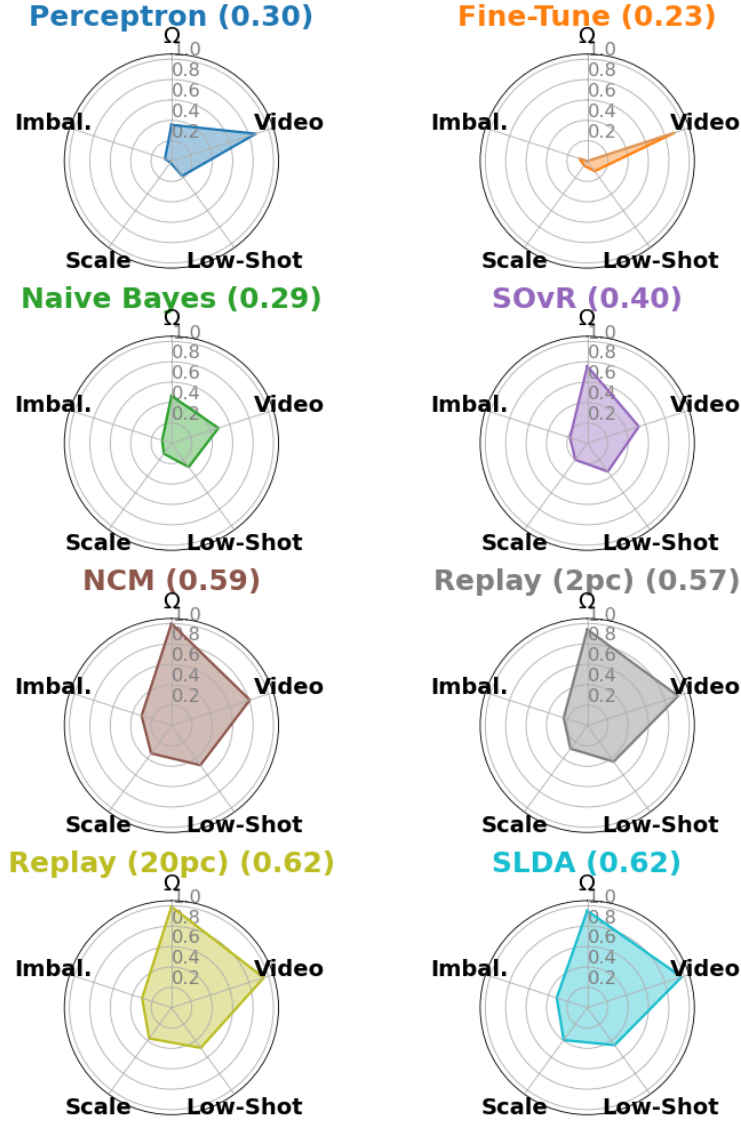 Perceptron (0.30)
Ω
1.0
0.8
0.6
0.4
0.2
Imbal.
Video
Scale
Low-Shot
Fine-Tune (0.23)
Ω
1.0
0.8
0.6
0.4
0.2
Imbal.
Video
Scale
Low-Shot
Naive Bayes (0.29)
Ω
1.0
0.8
0.6
0.4
0.2
Imbal.
Video
Scale
Low-Shot
SOvR (0.40)
Ω
1.0
0.8
0.6
0.4
0.2
Imbal.
Video
Scale
Low-Shot
NCM (0.59)
Ω
1.0
0.8
0.6
0.4
0.2
Imbal.
Video
Scale
Low-Shot
Replay (2pc) (0.57)
Ω
1.0
0.8
0.6
0.4
0.2
Imbal.
Video
Scale
Low-Shot
Replay (20pc) (0.62)
Ω
1.0
0.8
0.6
0.4
0.2
Imbal.
Video
Scale
Low-Shot
SLDA (0.62)
Ω
1.0
0.8
0.6
0.4
0.2
Imbal.
Video
Scale
Low-Shot